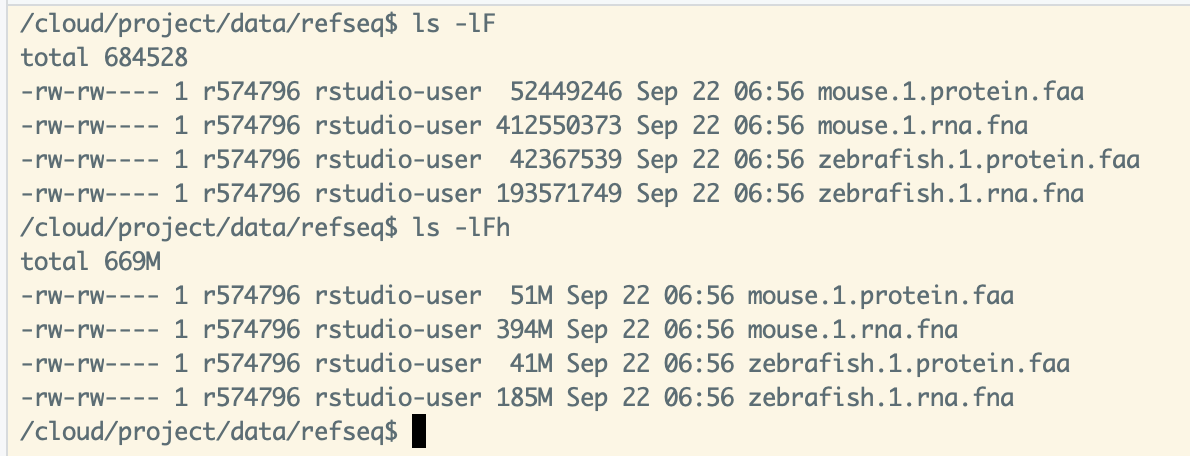 /cloud/project/data/refseq$ ls -lF
total 684528
-rw-rw---- 1 r574796 rstudio-user  52449246 Sep 22 06:56 mouse.1.protein.faa
-rw-rw---- 1 r574796 rstudio-user 412550373 Sep 22 06:56 mouse.1.rna.fna
-rw-rw---- 1 r574796 rstudio-user  42367539 Sep 22 06:56 zebrafish.1.protein.faa
-rw-rw---- 1 r574796 rstudio-user 193571749 Sep 22 06:56 zebrafish.1.rna.fna
/cloud/project/data/refseq$ ls -lFh
total 669M
-rw-rw---- 1 r574796 rstudio-user  51M Sep 22 06:56 mouse.1.protein.faa
-rw-rw---- 1 r574796 rstudio-user 394M Sep 22 06:56 mouse.1.rna.fna
-rw-rw---- 1 r574796 rstudio-user  41M Sep 22 06:56 zebrafish.1.protein.faa
-rw-rw---- 1 r574796 rstudio-user 185M Sep 22 06:56 zebrafish.1.rna.fna
/cloud/project/data/refseq$